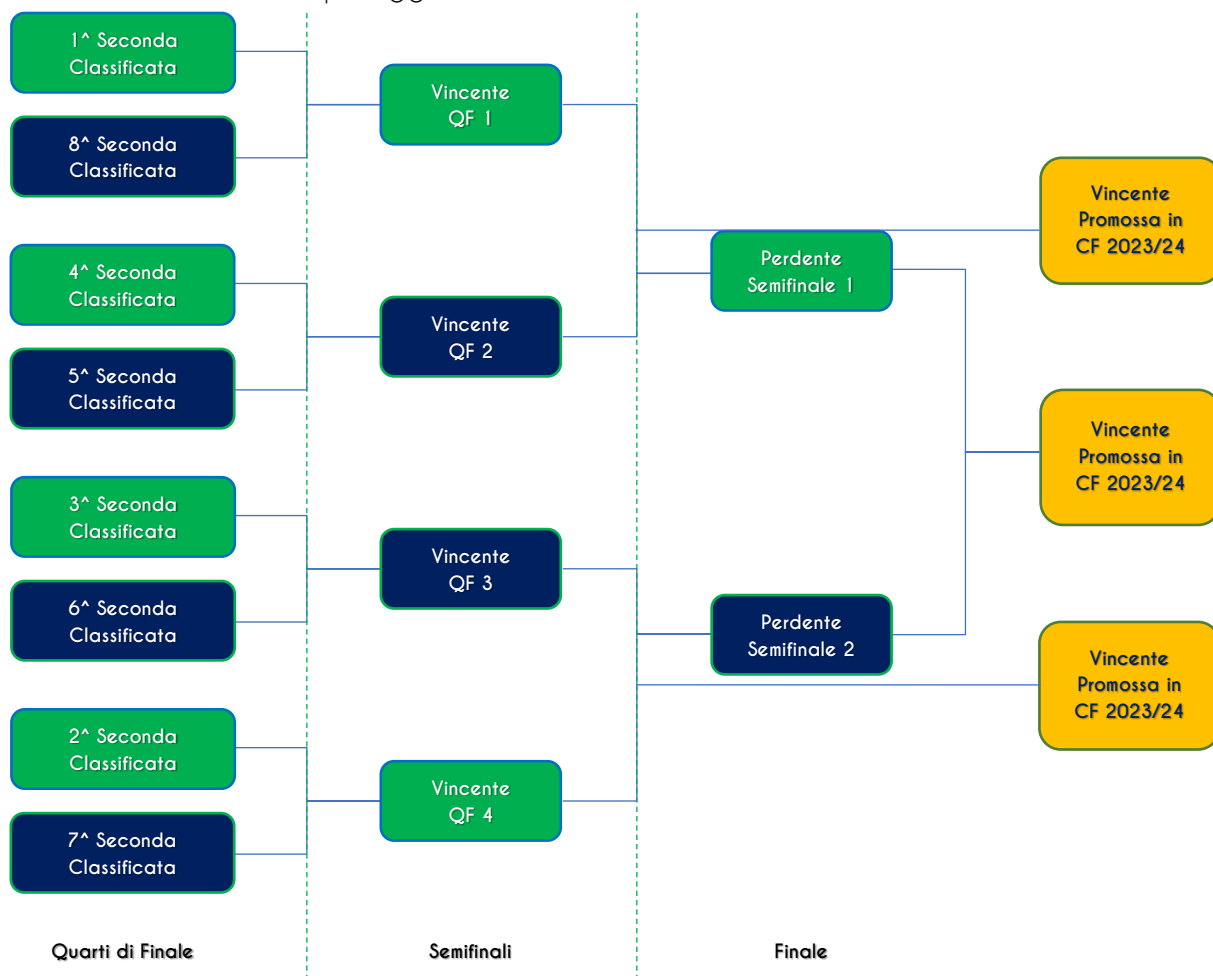 1^ Seconda
Classificata
8^ Seconda
Classificata
4^ Seconda
Classificata
5^ Seconda
Classificata
3^ Seconda
Classificata
6^ Seconda
Classificata
2^ Seconda
Classificata
7^ Seconda
Classificata
Vincente
QF 1
Vincente
QF 2
Vincente
QF 3
Vincente
QF 4
Perdente
Semifinale 1
Perdente
Semifinale 2
Vincente
Promossa in
CF 2023/24
Vincente
Promossa in
CF 2023/24
Vincente
Promossa in
CF 2023/24
Quarti di Finale
Semifinali
Finale